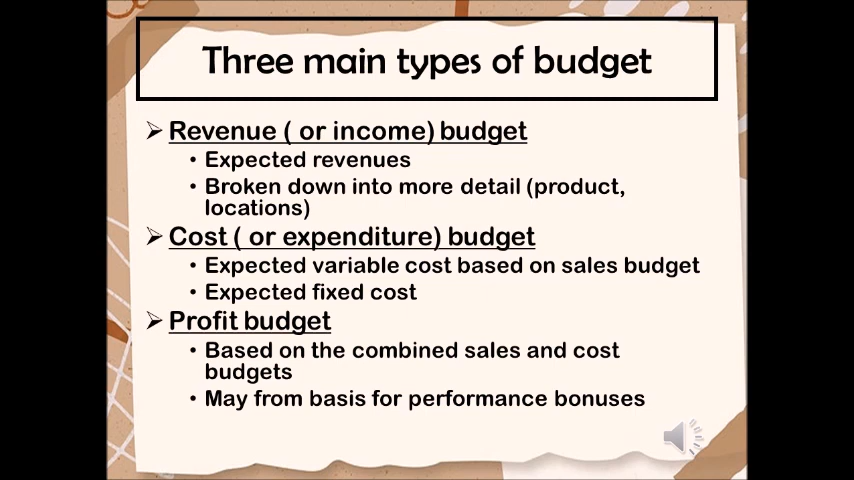 Three main types of budget
Revenue ( or income) budget
Expected revenues
Broken down into more detail (product,
locations)
Cost ( or expenditure) budget
Expected variable cost based on sales budget
Expected fixed cost
Profit budget
Based on the combined sales and cost
budgets
May from basis for performance bonuses